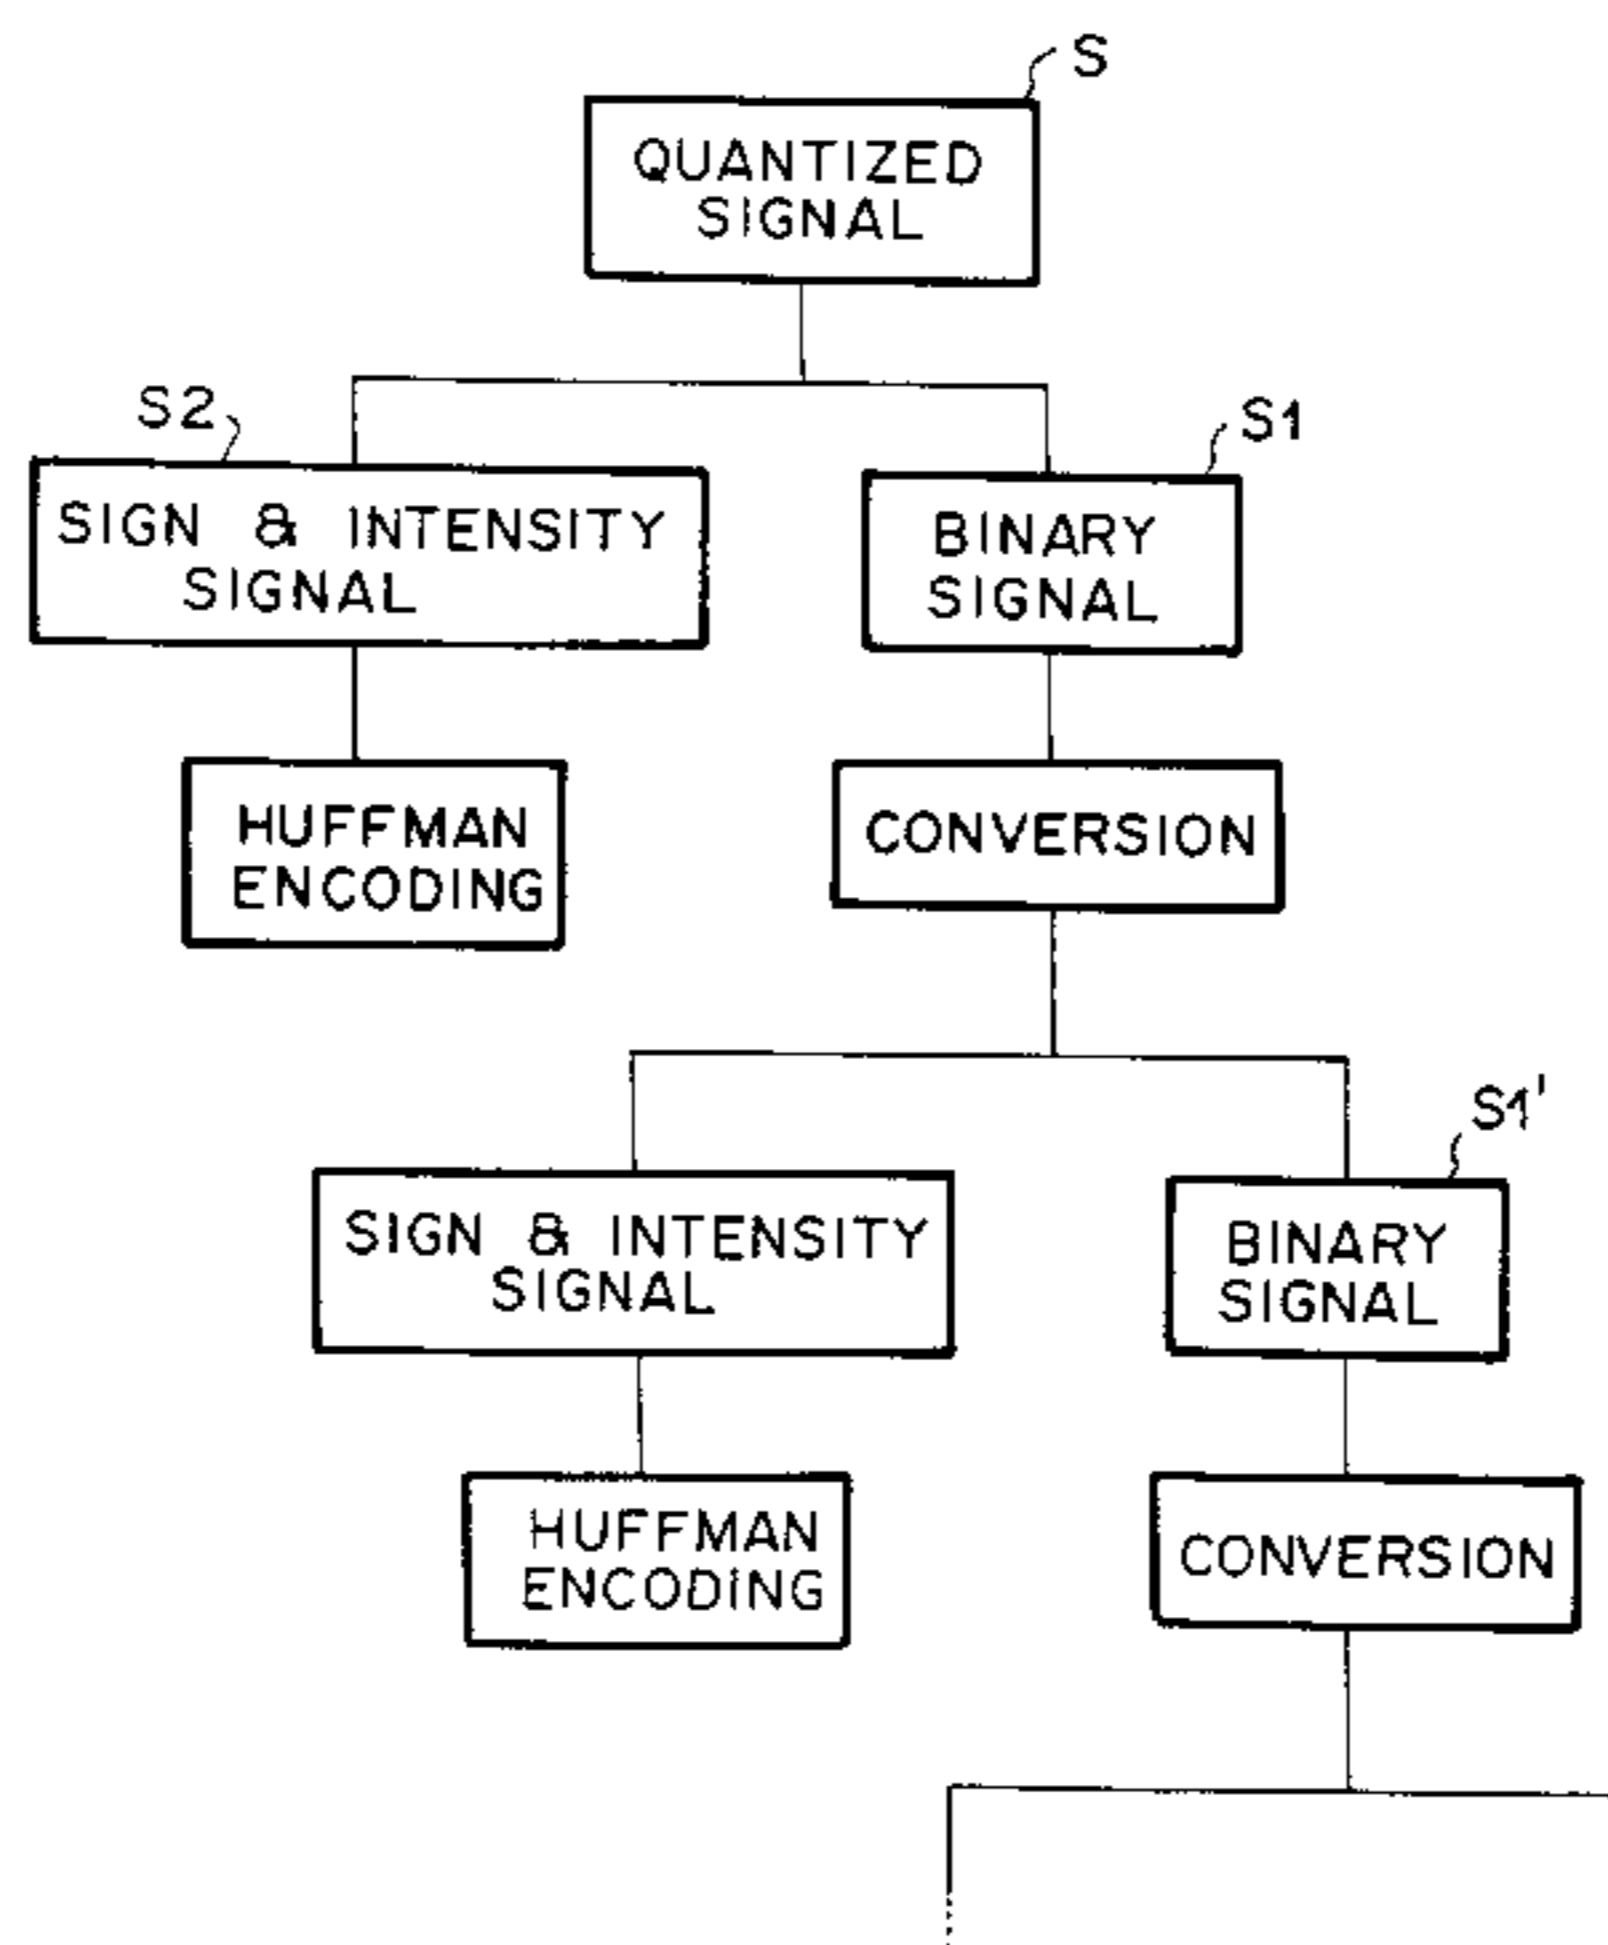 S
QUANTIZED
SIGNAL
S2
S1
SIGN & INTENSITY
SIGNAL
BINARY
SIGNAL
HUFFMAN
ENCODING
CONVERSION
S1'
SIGN & INTENSITY
SIGNAL
BINARY
SIGNAL
HUFFMAN
ENCODING
CONVERSION